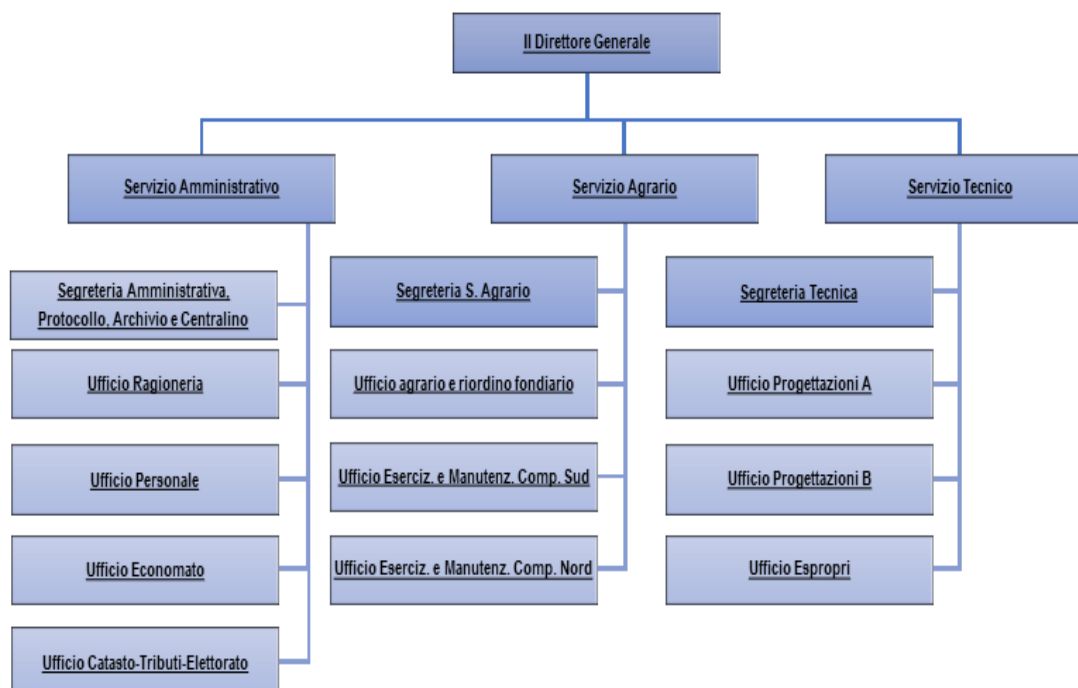 Il Direttore Generale
Servizio Amministrativo
Servizio Agrario
Servizio Tecnico
Segreteria Amministrativa,
Protocollo, Archivio e Centralino
Segreteria S. Agrario
Segreteria Tecnica
Ufficio Ragioneria
Ufficio agrario e riordino fondiario
Ufficio Progettazioni A
Ufficio Personale
Ufficio Eserciz. e Manutenz. Comp. Sud
Ufficio Progettazioni B
Ufficio Economato
Ufficio Eserciz. e Manutenz. Comp. Nord
Ufficio Espropri
Ufficio Catasto-Tributi-Elettorato